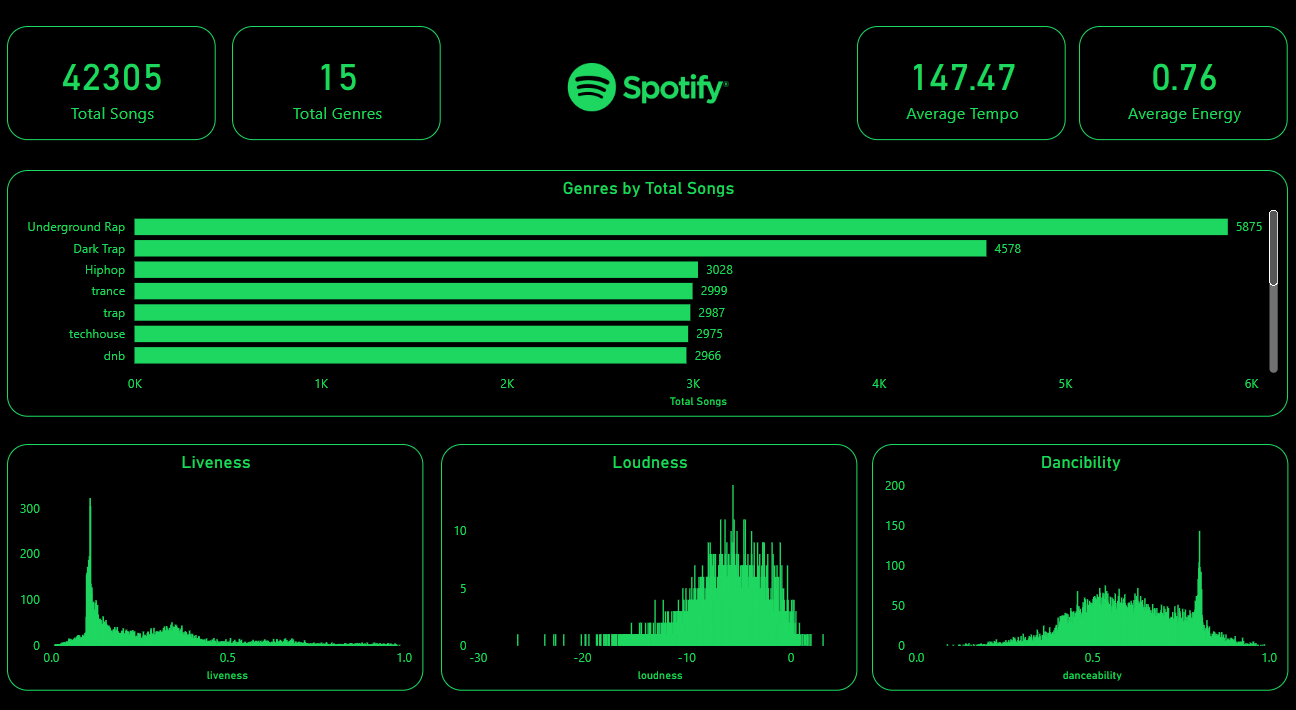 42305
Total Songs
15
Total Genres
Spotify®
147.47
Average Tempo
0.76
Average Energy
Genres by Total Songs
Underground Rap 5875
Dark Trap 4578
Hiphop 3028
trance 2999
trap 2987
techhouse 2975
dnb 2966
0K 1K 2K 3K 4K 5K 6K
Total Songs
Liveness
300
200
100
0
0.0 0.5 1.0
liveness
Loudness
10
5
0
-30 -20 -10 0
loudness
Dancibility
200
150
100
50
0
0.0 0.5 1.0
danceability